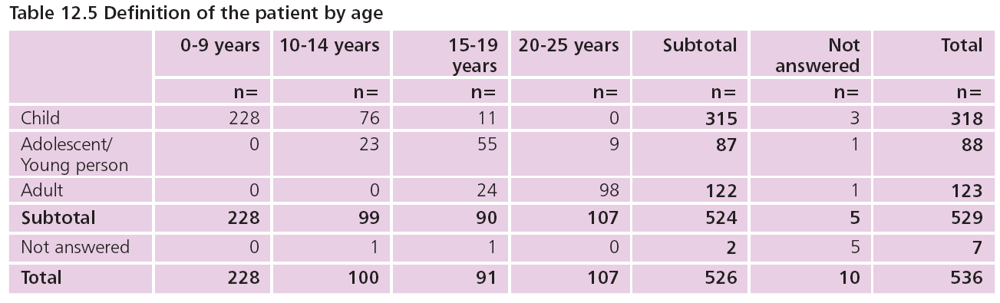 Table 12.5 Definition of the patient by age
0-9 years 10-14 years 15-19 20-25 years Subtotal Not Total
years answered
n= n= n= n= n= n= n=
Child 228 76 11 0 315 3 318
Adolescent/ 0 23 55 9 87 1 88
Young person
Adult 0 0 24 98 122 1 123
Subtotal 228 99 90 107 524 5 529
Not answered 0 1 1 0 2 5 7
Total 228 100 91 107 526 10 536